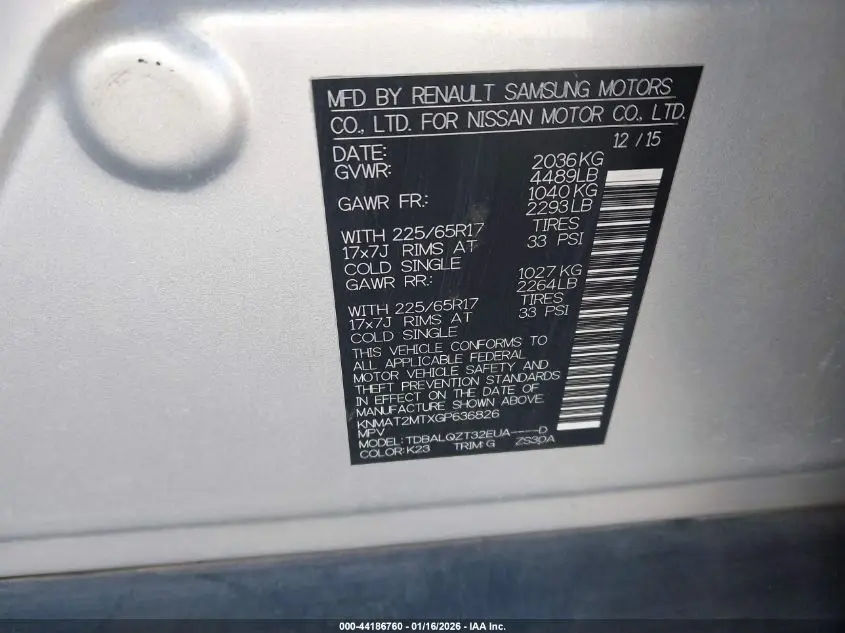 MFD BY RENAULT SAMSUNG MOTORS
CO., LTD. FOR NISSAN MOTOR CO., LTD.
DATE: 12 / 15
GVWR: 2036KG
4489LB
GAWR FR.: 1040KG
2293LB
WITH 225/65R17 TIRES
17x7J RIMS AT 33 PSI
COLD SINGLE
GAWR RR.: 1027KG
2264LB
WITH 225/65R17 TIRES
17x7J RIMS AT 33 PSI
COLD SINGLE
THIS VEHICLE CONFORMS TO
ALL APPLICABLE FEDERAL
MOTOR VEHICLE SAFETY AND
THEFT PREVENTION STANDARDS
IN EFFECT ON THE DATE OF
MANUFACTURE SHOWN ABOVE.
KNMAT2MTXGP636826
MPV
MODEL: TDBALQZT32EUA----D
COLOR: K23 TRIM: G ZS30A
000-44186760 - 01/16/2026 - IAA Inc.